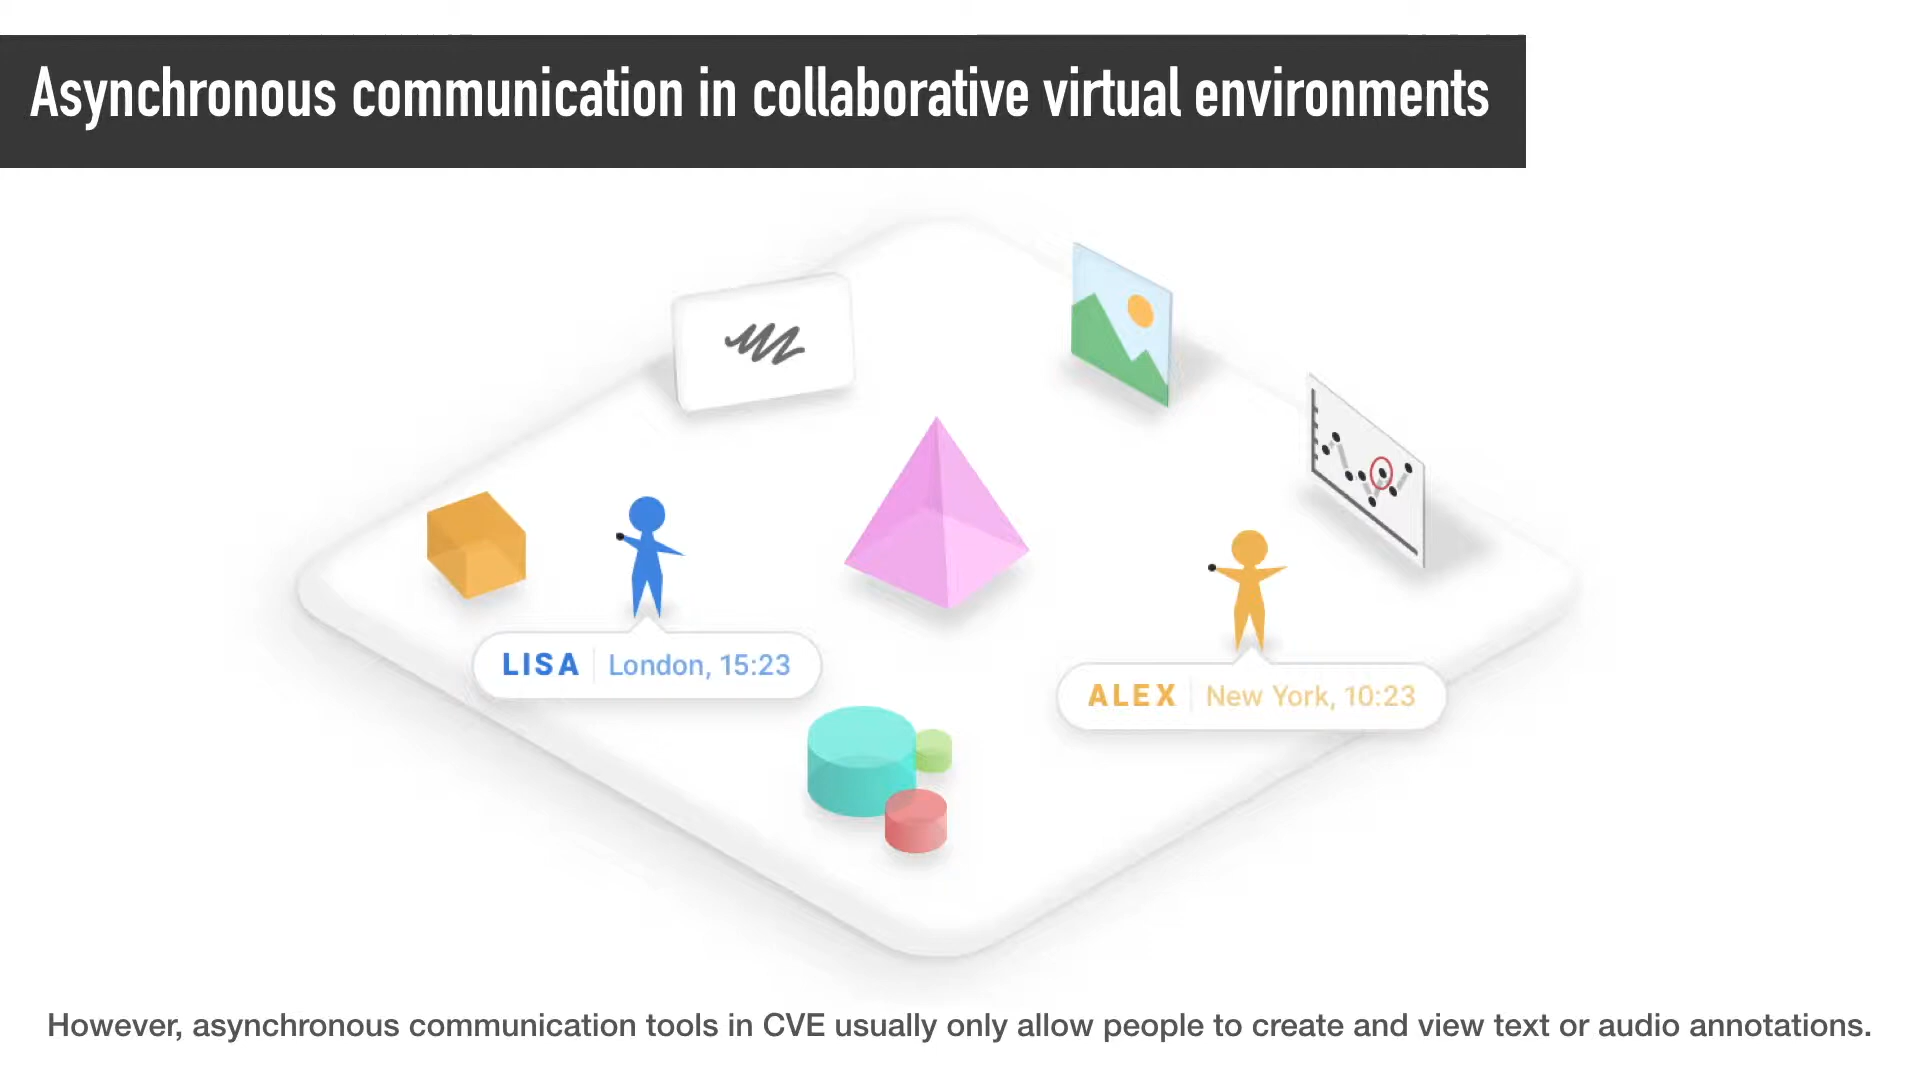 Asynchronous communication in collaborative virtual environments
LISA London, 15:23
ALEX New York, 10:23
However, asynchronous communication tools in CVE usually only allow people to create and view text or audio annotations.